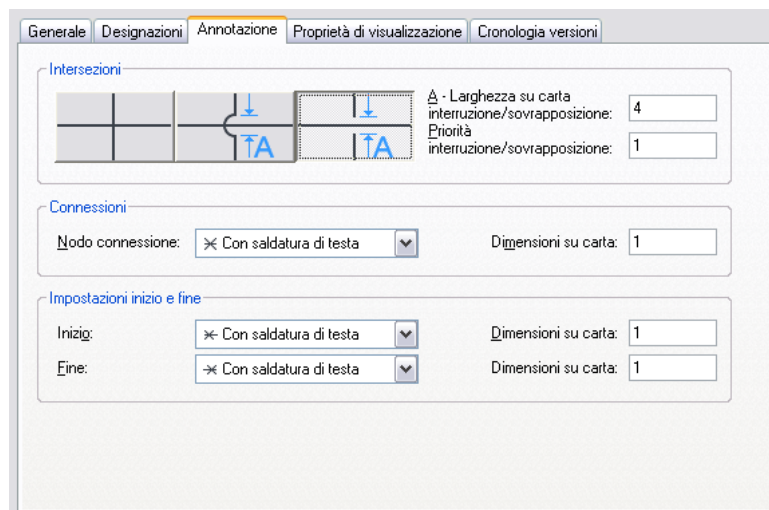 Generale Designazioni Annotazione Proprietà di visualizzazione Cronologia versioni
Intersezioni
A A
A - Larghezza su carta
interruzione/sovrapposizione: 4
Priorità
interruzione/sovrapposizione: 1
Connessioni
Nodo connessione: Con saldatura di testa Dimensioni su carta: 1
Impostazioni inizio e fine
Inizio: Con saldatura di testa Dimensioni su carta: 1
Fine: Con saldatura di testa Dimensioni su carta: 1